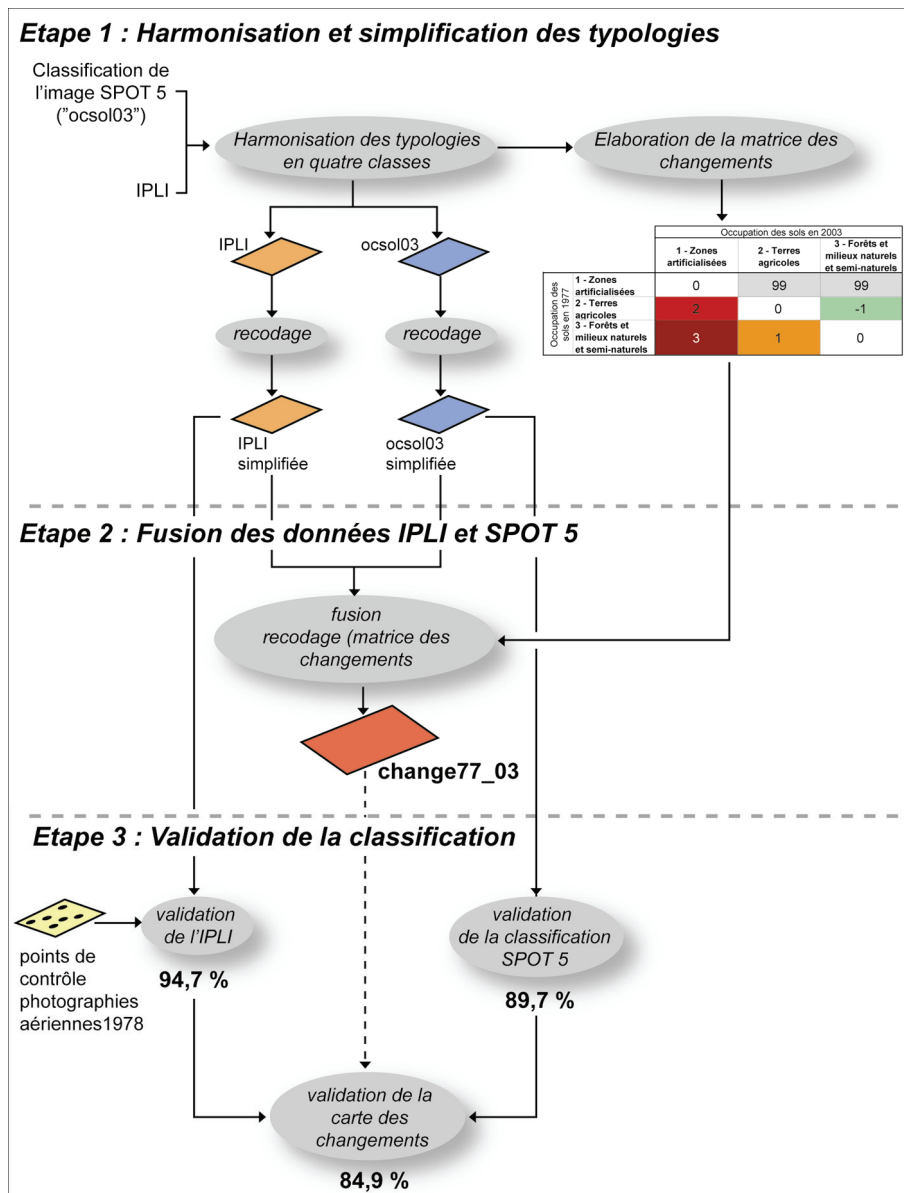 Etape 1 : Harmonisation et simplification des typologies
Classification de
l'image SPOT 5
("ocsol03")
IPLI
Harmonisation des typologies
en quatre classes
Elaboration de la matrice des
changements
IPLI
ocsol03
recodage
recodage
IPLI
simplifiée
ocsol03
simplifiée
Occupation des sols en 2003
1 - Zones
artificialisées
2 - Terres
agricoles
3 - Forêts et
milieux naturels
et semi-naturels
Occupation des
sols en 1977
1 - Zones
artificialisées
0
99
99
2 - Terres
agricoles
2
0
-1
3 - Forêts et
milieux naturels
et semi-naturels
3
1
0
Etape 2 : Fusion des données IPLI et SPOT 5
fusion
recodage (matrice des
changements
change77_03
Etape 3 : Validation de la classification
points de
contrôle
photographies
aériennes1978
validation
de l'IPLI
94,7 %
validation
de la classification
SPOT 5
89,7 %
validation de la
carte des
changements
84,9 %